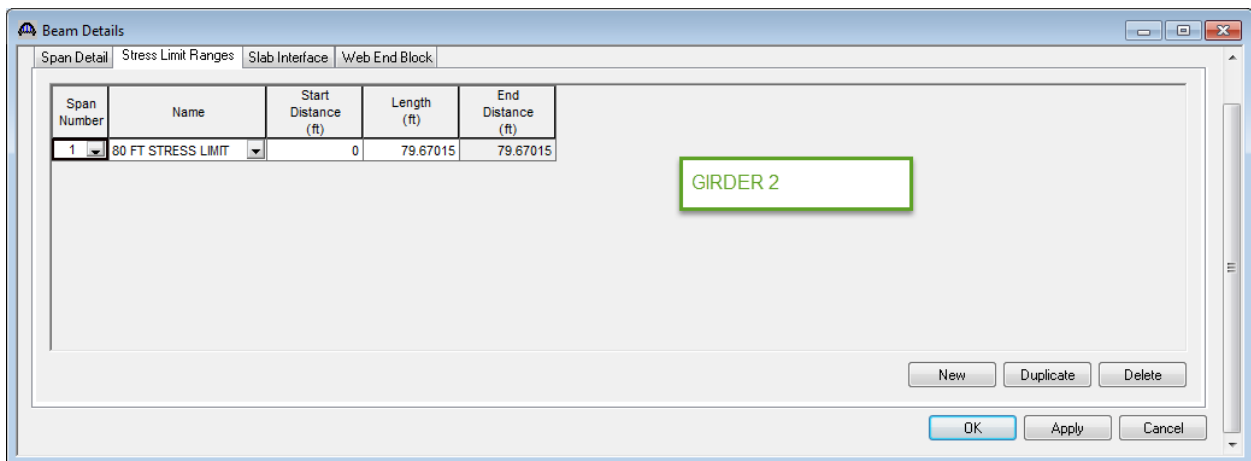 Beam Details
Span Detail Stress Limit Ranges Slab Interface Web End Block
Span Number Name Start Distance (ft) Length (ft) End Distance (ft)
1 80 FT STRESS LIMIT 0 79.67015 79.67015
GIRDER 2
New Duplicate Delete
OK Apply Cancel